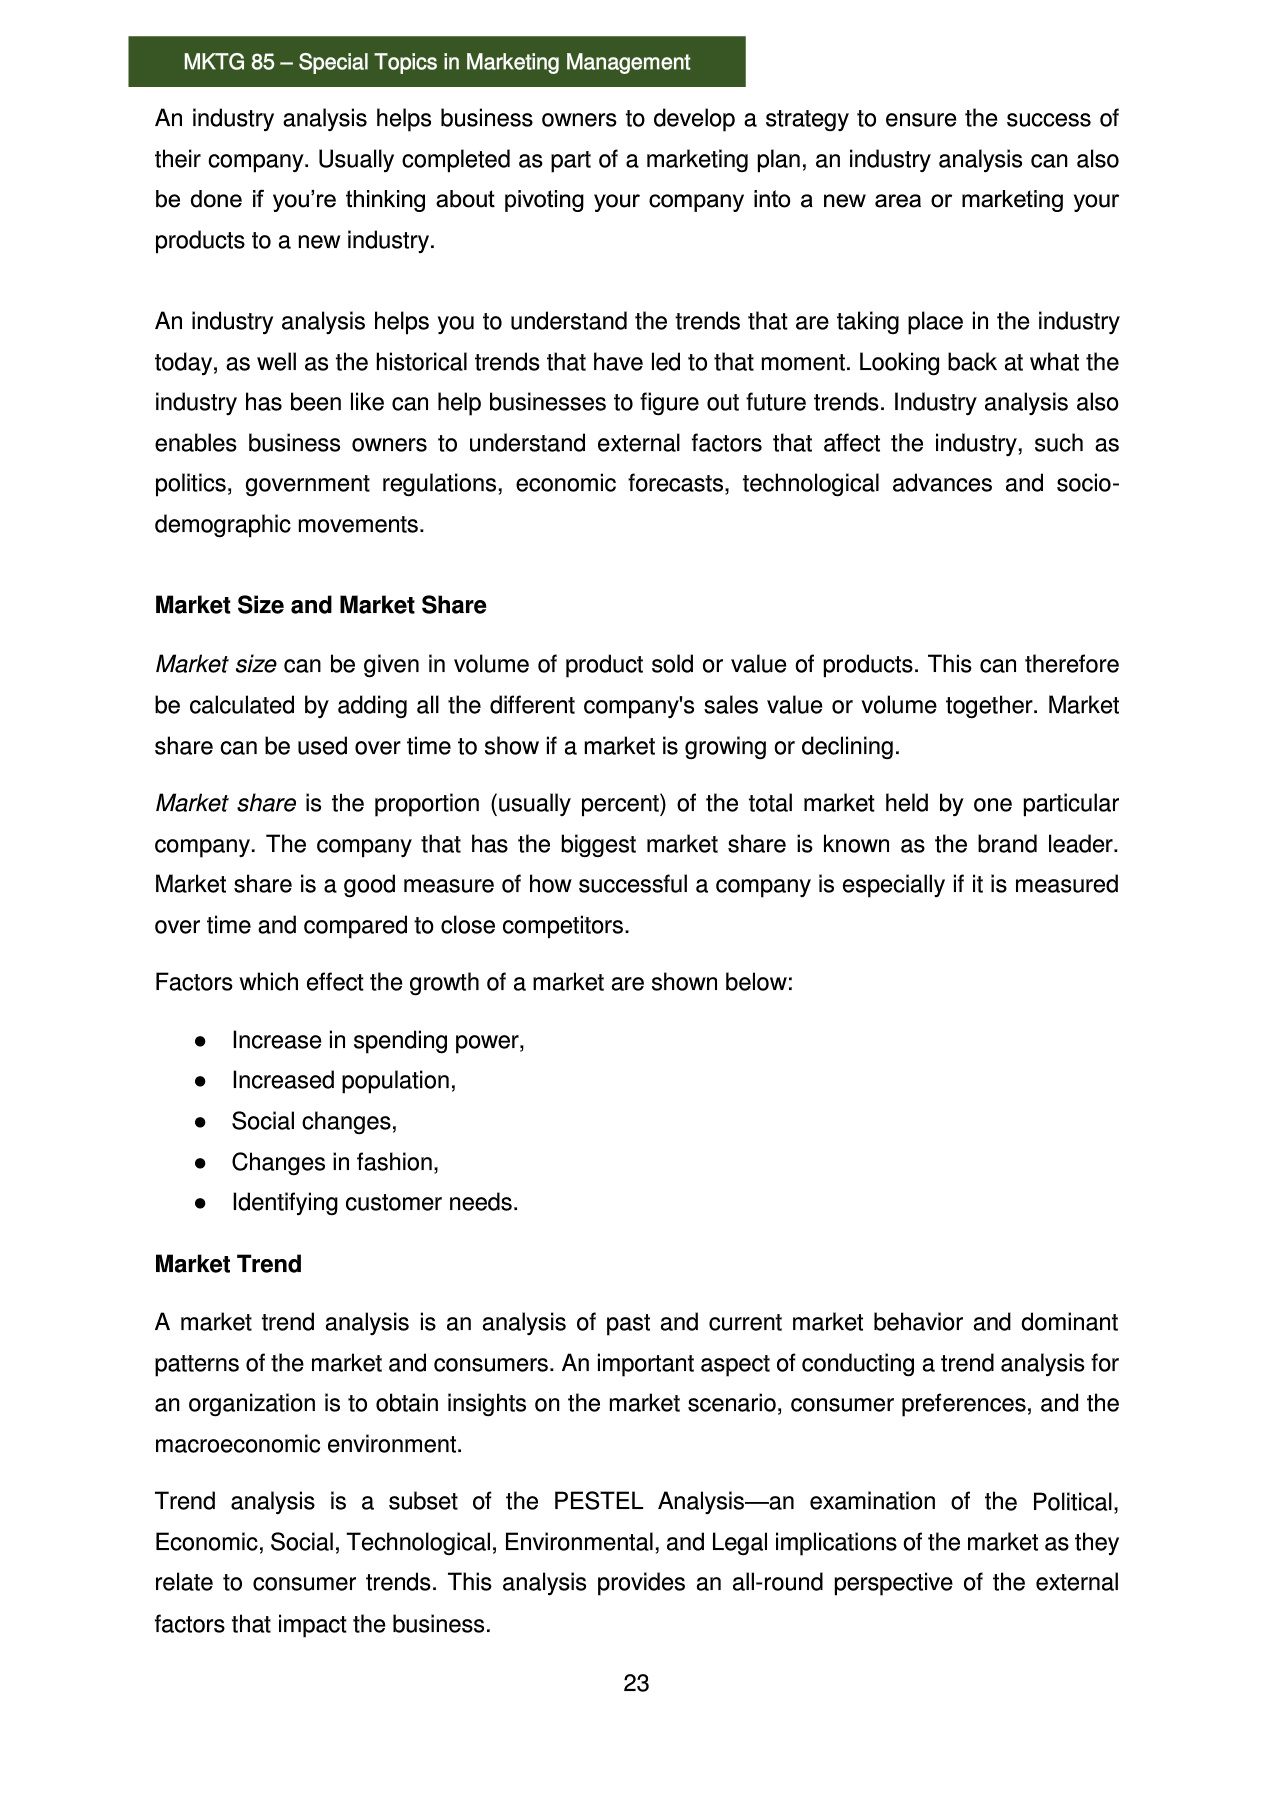 MKTG 85 – Special Topics in Marketing Management
An industry analysis helps business owners to develop a strategy to ensure the success of
their company. Usually completed as part of a marketing plan, an industry analysis can also
be done if you’re thinking about pivoting your company into a new area or marketing your
products to a new industry.
An industry analysis helps you to understand the trends that are taking place in the industry
today, as well as the historical trends that have led to that moment. Looking back at what the
industry has been like can help businesses to figure out future trends. Industry analysis also
enables business owners to understand external factors that affect the industry, such as
politics, government regulations, economic forecasts, technological advances and socio-
demographic movements.
Market Size and Market Share
Market size can be given in volume of product sold or value of products. This can therefore
be calculated by adding all the different company's sales value or volume together. Market
share can be used over time to show if a market is growing or declining.
Market share is the proportion (usually percent) of the total market held by one particular
company. The company that has the biggest market share is known as the brand leader.
Market share is a good measure of how successful a company is especially if it is measured
over time and compared to close competitors.
Factors which effect the growth of a market are shown below:
● Increase in spending power,
● Increased population,
● Social changes,
● Changes in fashion,
● Identifying customer needs.
Market Trend
A market trend analysis is an analysis of past and current market behavior and dominant
patterns of the market and consumers. An important aspect of conducting a trend analysis for
an organization is to obtain insights on the market scenario, consumer preferences, and the
macroeconomic environment.
Trend analysis is a subset of the PESTEL Analysis—an examination of the Political,
Economic, Social, Technological, Environmental, and Legal implications of the market as they
relate to consumer trends. This analysis provides an all-round perspective of the external
factors that impact the business.
23